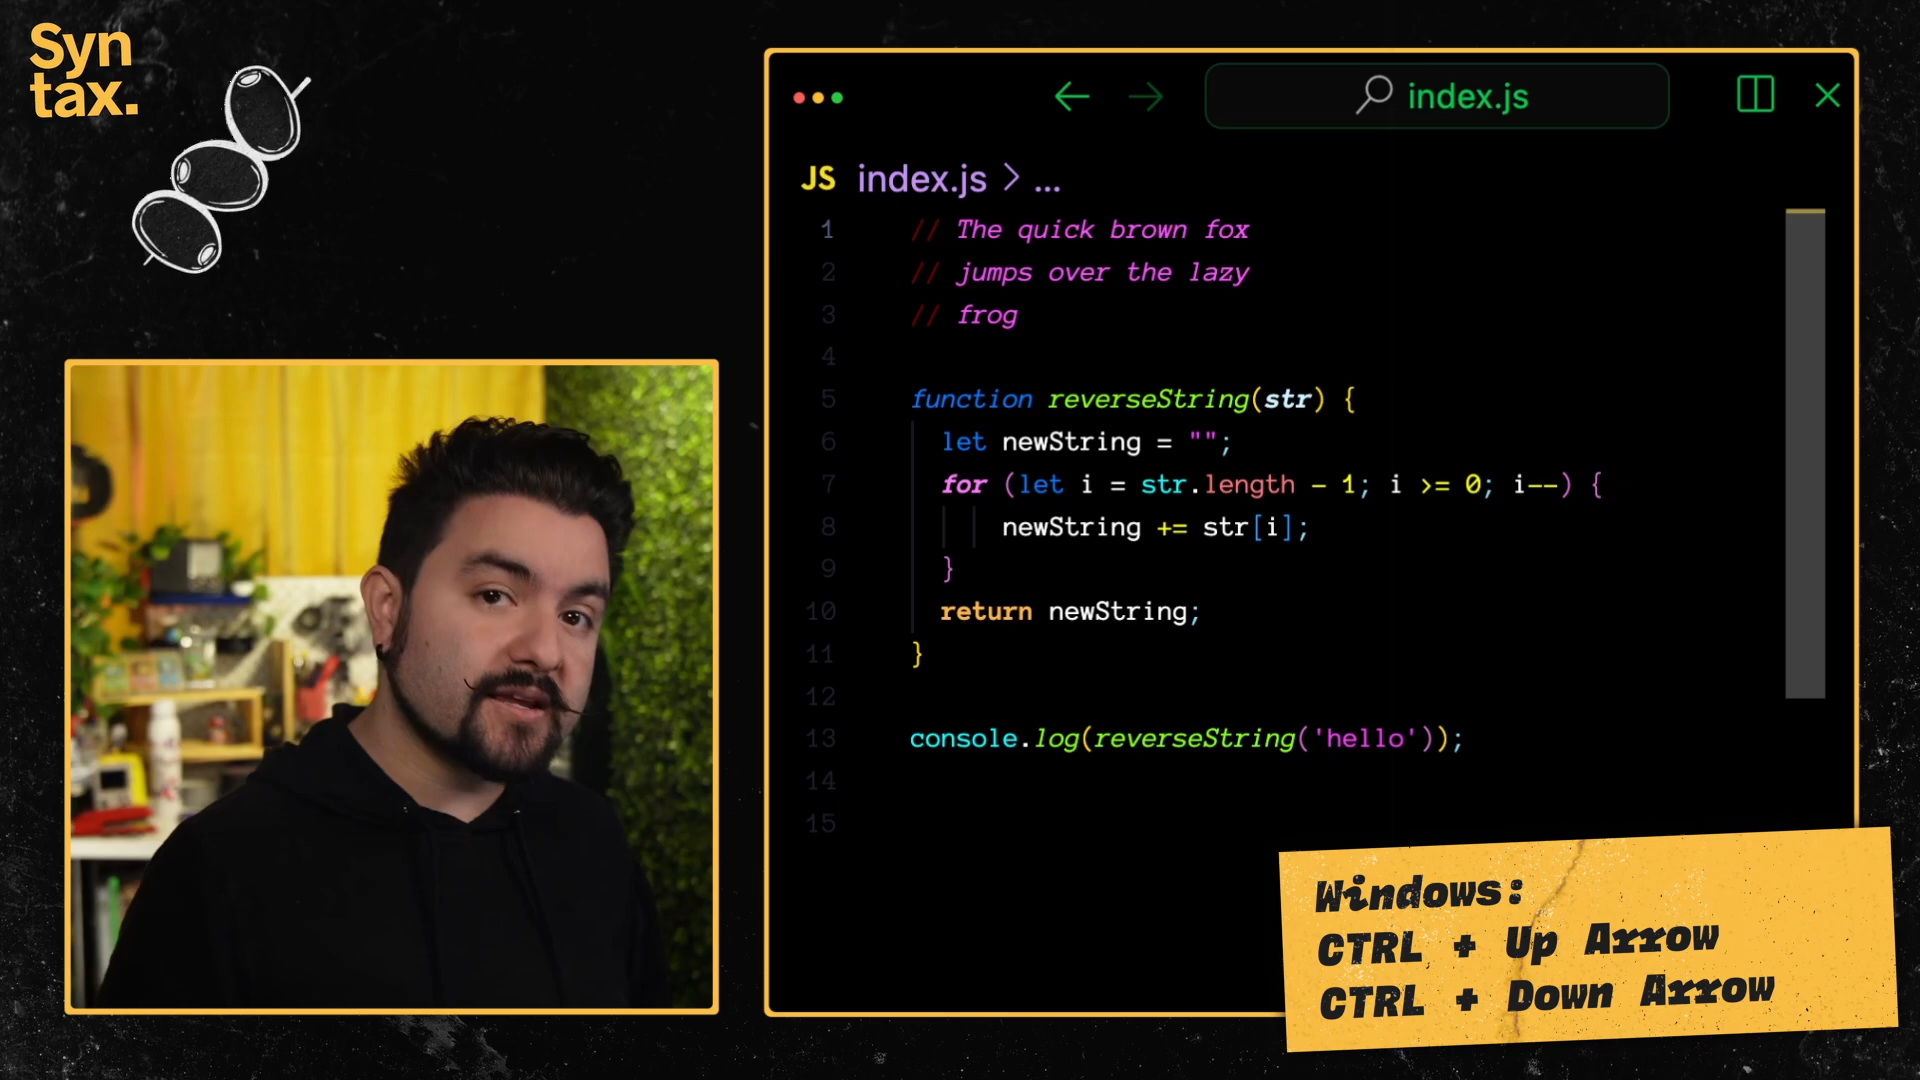 Syn
tax.
index.js
JS index.js > ...
1 // The quick brown fox
2 // jumps over the lazy
3 // frog
4
5 function reverseString(str) {
6 let newString = "";
7 for (let i = str.length - 1; i >= 0; i--) {
8 newString += str[i];
9 }
10 return newString;
11 }
12
13 console.log(reverseString('hello'));
14
15
Windows:
CTRL + Up Arrow
CTRL + Down Arrow